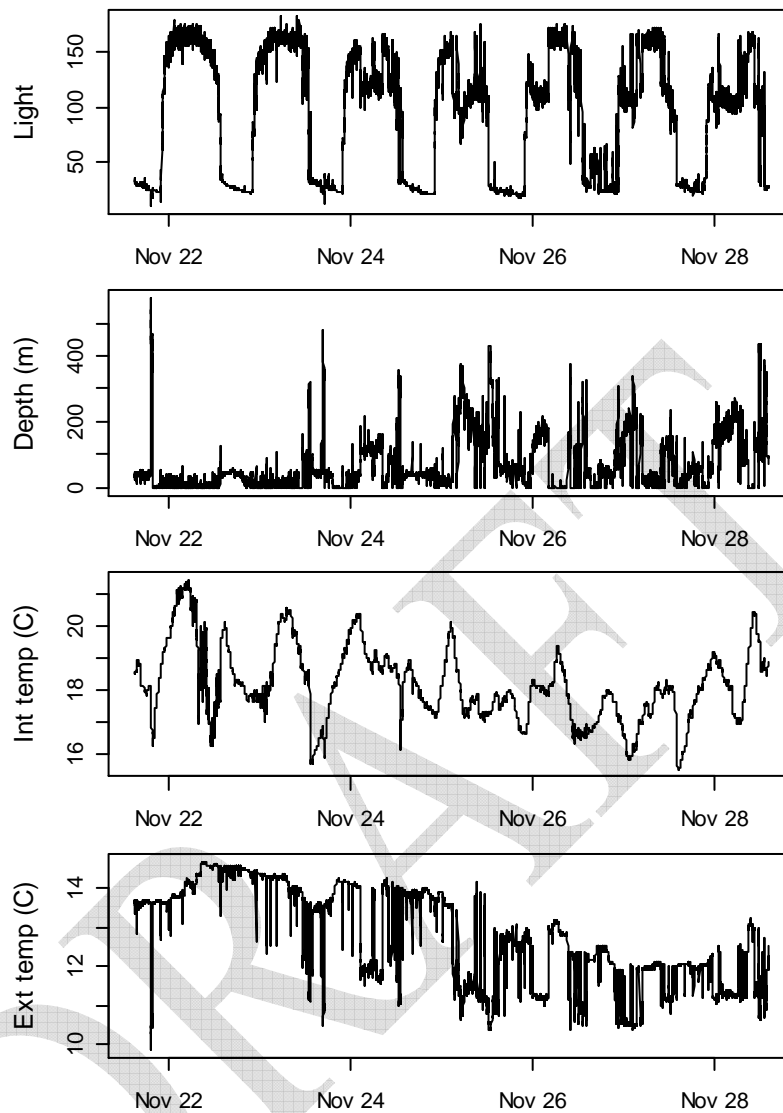 Light
50 100 150
Nov 22 Nov 24 Nov 26 Nov 28
Depth (m)
0 200 400
Nov 22 Nov 24 Nov 26 Nov 28
Int temp (C)
16 18 20
Nov 22 Nov 24 Nov 26 Nov 28
Ext temp (C)
10 12 14
Nov 22 Nov 24 Nov 26 Nov 28
DRAFT